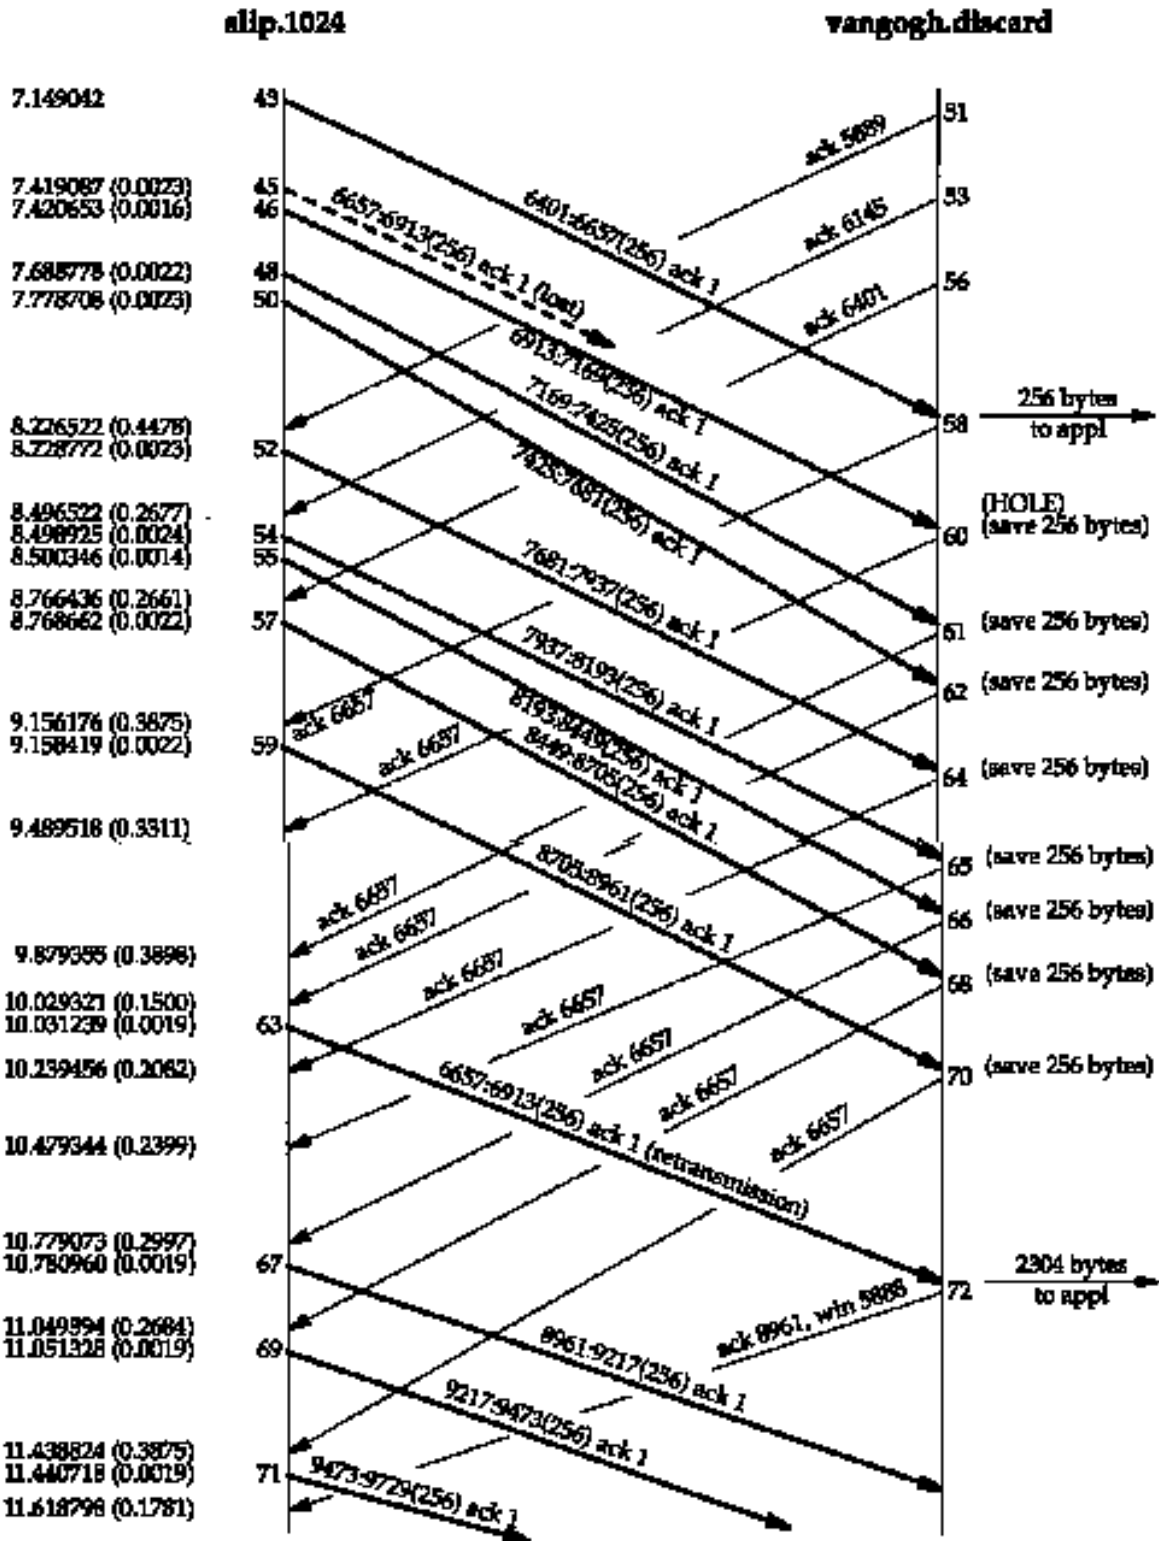 slip.1024 vangogh.discard
7.149042 43
51
ack 5889
7.419087 (0.0023) 45
6657:6913(256) ack 1 (lost)
6401:6657(256) ack 1
53
ack 6145
7.420653 (0.0016) 46
7.688778 (0.0022) 48
56
ack 6401
7.778708 (0.0023) 50
6913:7169(256) ack 1
7169:7425(256) ack 1
7425:7681(256) ack 1
256 bytes
to appl
58
8.226522 (0.4478)
8.228772 (0.0023) 52
(HOLE)
(save 256 bytes)
60
8.496522 (0.2677)
8.498925 (0.0024) 54
8.500346 (0.0014) 55
7681:7937(256) ack 1
8.766436 (0.2661)
8.768662 (0.0022) 57
7937:8193(256) ack 1
61 (save 256 bytes)
62 (save 256 bytes)
8193:8449(256) ack 1
8449:8705(256) ack 1
9.156176 (0.3875)
ack 6657
9.158419 (0.0022) 59
ack 6657
64 (save 256 bytes)
9.489518 (0.3311)
8705:8961(256) ack 1
65 (save 256 bytes)
ack 6657
66 (save 256 bytes)
ack 6657
9.879355 (0.3898)
ack 6657
68 (save 256 bytes)
10.029321 (0.1500)
ack 6657
10.031239 (0.0019) 63
ack 6657
10.239456 (0.2082)
70 (save 256 bytes)
6657:6913(256) ack 1 (retransmission)
ack 6657
ack 6657
10.479344 (0.2399)
10.779073 (0.2997)
10.780960 (0.0019) 67
2304 bytes
to appl
72
ack 8961, win 5888
11.049894 (0.2684)
11.051328 (0.0019) 69
8961:9217(256) ack 1
9217:9473(256) ack 1
11.438824 (0.3875)
11.440718 (0.0019) 71
9473:9729(256) ack 1
11.618798 (0.1781)